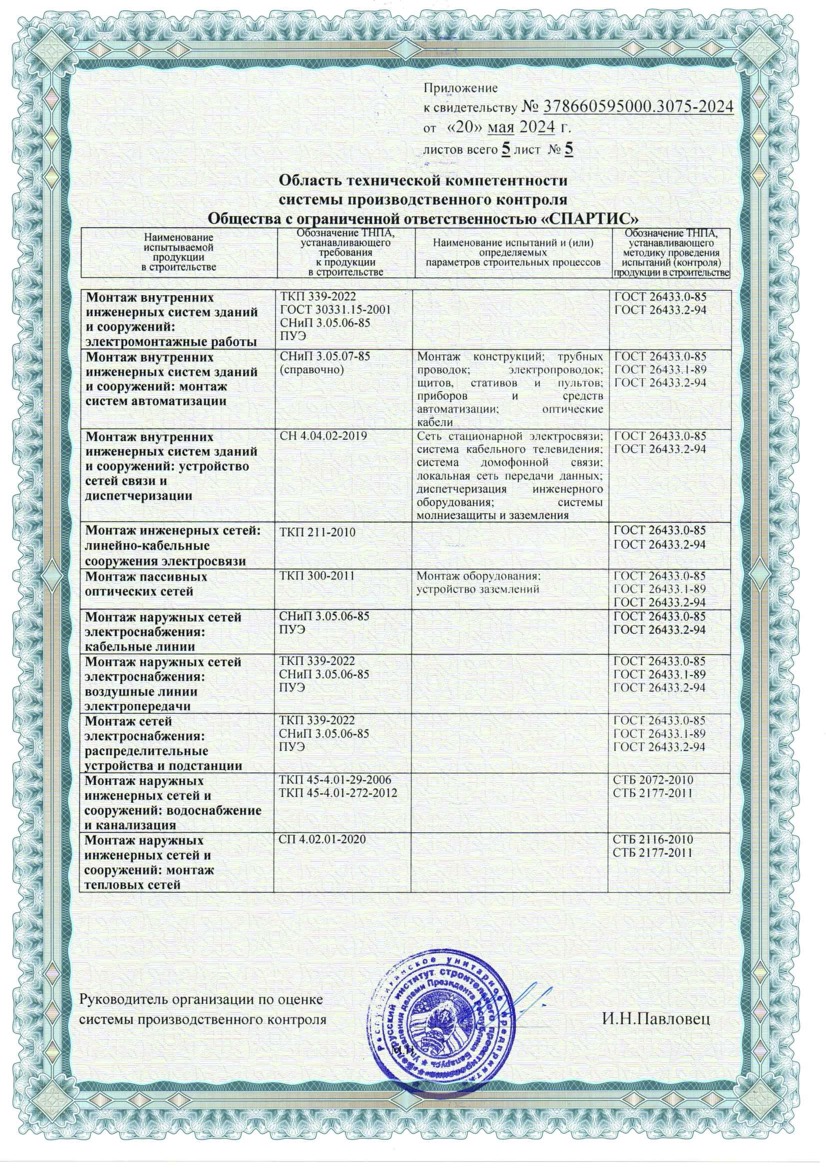 Приложение
к свидетельству № 378660595000.3075-2024
от «20» мая 2024 г.
листов всего 5 лист № 5
Область технической компетентности
системы производственного контроля
Общества с ограниченной ответственностью «СПАРТИС»
Наименование
испытываемой
продукции
в строительстве
Обозначение ТНПА,
устанавливающего
требования
к продукции
в строительстве
Наименование испытаний и (или)
определяемых
параметров строительных процессов
Обозначение ТНПА,
устанавливающего
методику проведения
испытаний (контроля)
продукции в строительстве
Монтаж внутренних
инженерных систем зданий
и сооружений:
электромонтажные работы
ТКП 339-2022
ГОСТ 30331.15-2001
СНиП 3.05.06-85
ПУЭ
ГОСТ 26433.0-85
ГОСТ 26433.2-94
Монтаж внутренних
инженерных систем зданий
и сооружений: монтаж
систем автоматизации
СНиП 3.05.07-85
(справочно)
Монтаж конструкций; трубных
проводок; электропроводок;
щитов, стативов и пультов;
приборов и средств
автоматизации; оптические
кабели
ГОСТ 26433.0-85
ГОСТ 26433.1-89
ГОСТ 26433.2-94
Монтаж внутренних
инженерных систем зданий
и сооружений: устройство
сетей связи и
диспетчеризации
СН 4.04.02-2019
Сеть стационарной электросвязи;
система кабельного телевидения;
система домофонной связи;
локальная сеть передачи данных;
диспетчеризация инженерного
оборудования; системы
молниезащиты и заземления
ГОСТ 26433.0-85
ГОСТ 26433.2-94
Монтаж инженерных сетей:
линейно-кабельные
сооружения электросвязи
ТКП 211-2010
ГОСТ 26433.0-85
ГОСТ 26433.2-94
Монтаж пассивных
оптических сетей
ТКП 300-2011
Монтаж оборудования;
устройство заземлений
ГОСТ 26433.0-85
ГОСТ 26433.1-89
ГОСТ 26433.2-94
Монтаж наружных сетей
электроснабжения:
кабельные линии
СНиП 3.05.06-85
ПУЭ
ГОСТ 26433.0-85
ГОСТ 26433.2-94
Монтаж наружных сетей
электроснабжения:
воздушные линии
электропередачи
ТКП 339-2022
СНиП 3.05.06-85
ПУЭ
ГОСТ 26433.0-85
ГОСТ 26433.1-89
ГОСТ 26433.2-94
Монтаж сетей
электроснабжения:
распределительные
устройства и подстанции
ТКП 339-2022
СНиП 3.05.06-85
ПУЭ
ГОСТ 26433.0-85
ГОСТ 26433.1-89
ГОСТ 26433.2-94
Монтаж наружных
инженерных сетей и
сооружений: водоснабжение
и канализация
ТКП 45-4.01-29-2006
ТКП 45-4.01-272-2012
СТБ 2072-2010
СТБ 2177-2011
Монтаж наружных
инженерных сетей и
сооружений: монтаж
тепловых сетей
СП 4.02.01-2020
СТБ 2116-2010
СТБ 2177-2011
Руководитель организации по оценке
системы производственного контроля
И.Н.Павловец
Республиканское унитарное предприятие
Белорусский институт строительного проектирования
Управления делами Президента Республики Беларусь